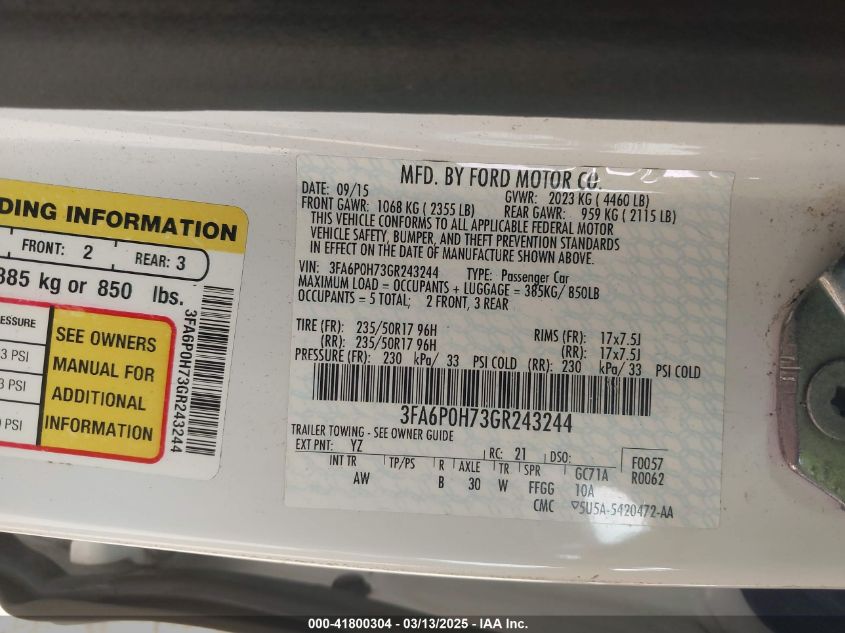 DING INFORMATION
FRONT: 2 REAR: 3
385 kg or 850 lbs.
ESSURE
3 PSI
3 PSI
PSI
SEE OWNERS
MANUAL FOR
ADDITIONAL
INFORMATION
3FA6P0H73GR243244
MFD. BY FORD MOTOR CO.
DATE: 09/15 GVWR: 2023 KG ( 4460 LB)
FRONT GAWR: 1068 KG ( 2355 LB) REAR GAWR: 959 KG ( 2115 LB)
THIS VEHICLE CONFORMS TO ALL APPLICABLE FEDERAL MOTOR
VEHICLE SAFETY, BUMPER, AND THEFT PREVENTION STANDARDS
IN EFFECT ON THE DATE OF MANUFACTURE SHOWN ABOVE.
VIN: 3FA6P0H73GR243244 TYPE: Passenger Car
MAXIMUM LOAD = OCCUPANTS + LUGGAGE = 385KG/ 850LB
OCCUPANTS = 5 TOTAL; 2 FRONT, 3 REAR
TIRE (FR): 235/50R17 96H RIMS (FR): 17x7.5J
(RR): 235/50R17 96H (RR): 17x7.5J
PRESSURE (FR): 230 kPa/ 33 PSI COLD (RR): 230 kPa/ 33 PSI COLD
3FA6P0H73GR243244
TRAILER TOWING - SEE OWNER GUIDE
EXT PNT: YZ RC: 21 DSO: F0057
INT TR TP/PS R AXLE TR SPR GC71A R0062
AW B 30 W FFGG 10A
CMC 5U5A-5420472-AA
000-41800304 / 03/13/2025 - IAA Inc.